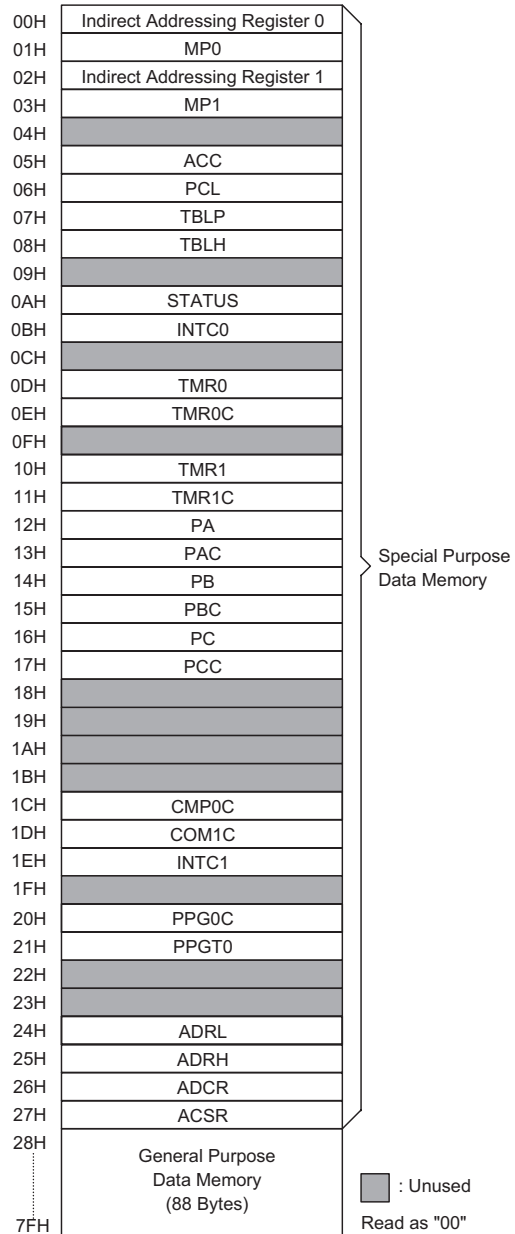 00H Indirect Addressing Register 0
01H MP0
02H Indirect Addressing Register 1
03H MP1
04H
05H ACC
06H PCL
07H TBLP
08H TBLH
09H
0AH STATUS
0BH INTC0
0CH
0DH TMR0
0EH TMR0C
0FH
10H TMR1
11H TMR1C
12H PA
13H PAC
14H PB
15H PBC
16H PC
17H PCC
18H
19H
1AH
1BH
1CH CMP0C
1DH COM1C
1EH INTC1
1FH
20H PPG0C
21H PPGT0
22H
23H
24H ADRL
25H ADRH
26H ADCR
27H ACSR
28H
7FH
General Purpose
Data Memory
(88 Bytes)
Special Purpose
Data Memory
: Unused
Read as "00"